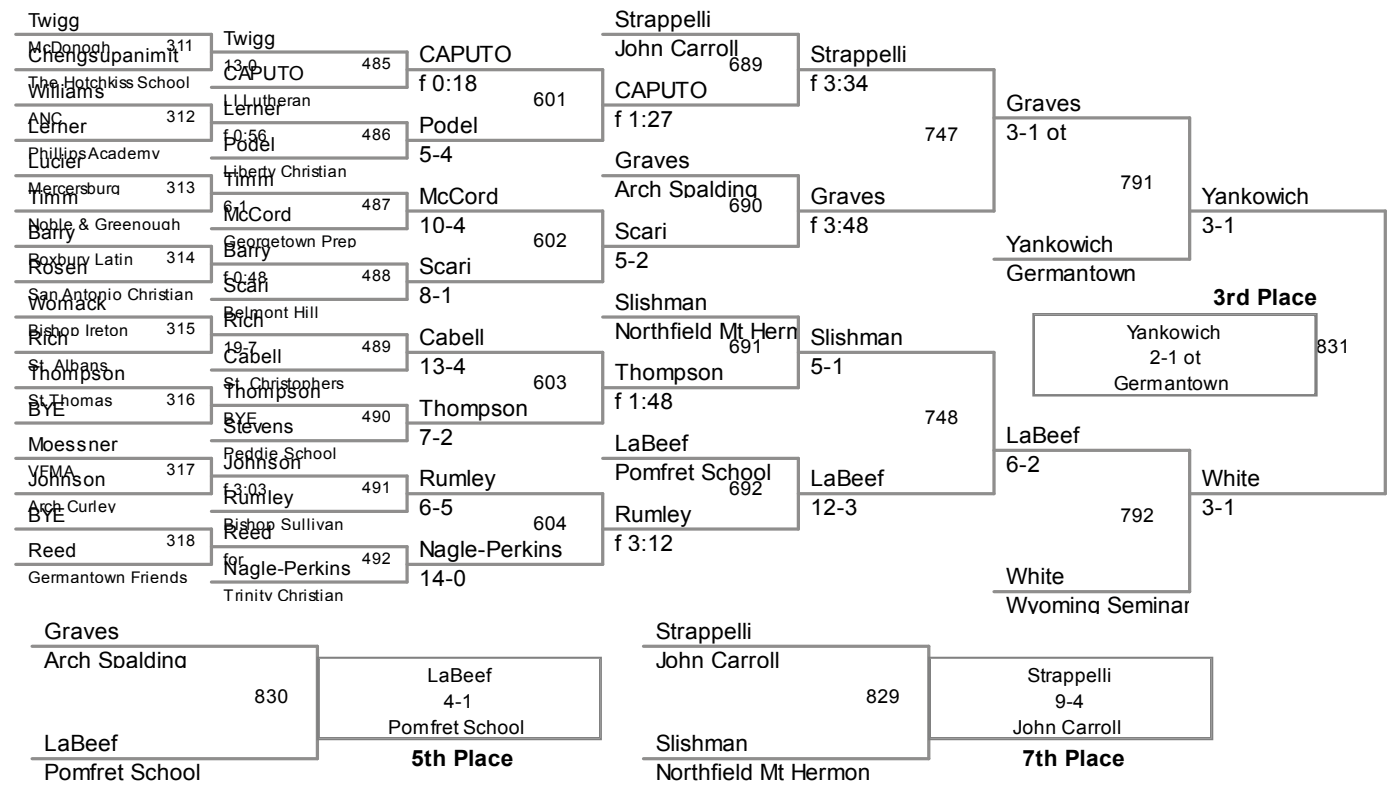 Twigg
McDonogh
311
Chengsupanimit
The Hotchkiss School
Williams
ANC
312
Lerner
Phillips Academy
Lucier
Mercersburg
313
Timm
Noble & Greenough
Barry
Roxbury Latin
314
Rosen
San Antonio Christian
Womack
Bishop Ireton
315
Rich
St. Albans
Thompson
St Thomas
316
BYE
Moessner
VFMA
317
Johnson
Arch Curley
BYE
318
Reed
Germantown Friends
Twigg
13-0
485
CAPUTO
LI Lutheran
Lerner
f 0:56
486
Podel
Liberty Christian
Timm
6-1
487
McCord
Georgetown Prep
Barry
f 0:48
488
Scari
Belmont Hill
Rich
19-7
489
Cabell
St. Christophers
Thompson
BYE
490
Stevens
Peddie School
Johnson
f 3:03
491
Rumley
Bishop Sullivan
Reed
for
492
Nagle-Perkins
Trinity Christian
CAPUTO
f 0:18
601
Podel
5-4
McCord
10-4
602
Scari
8-1
Cabell
13-4
603
Thompson
7-2
Rumley
6-5
604
Nagle-Perkins
14-0
Strappelli
John Carroll
689
CAPUTO
f 1:27
Graves
Arch Spalding
690
Scari
5-2
Slishman
Northfield Mt Herm
691
Thompson
f 1:48
LaBeef
Pomfret School
692
Rumley
f 3:12
Strappelli
f 3:34
747
Graves
f 3:48
Slishman
5-1
748
LaBeef
12-3
Graves
3-1 ot
791
Yankowich
Germantown
LaBeef
6-2
792
White
Wyoming Seminar
Yankowich
3-1
3rd Place
Yankowich
2-1 ot
Germantown
831
White
3-1
Graves
Arch Spalding
830
LaBeef
Pomfret School
LaBeef
4-1
Pomfret School
5th Place
Strappelli
John Carroll
829
Slishman
Northfield Mt Hermon
Strappelli
9-4
John Carroll
7th Place